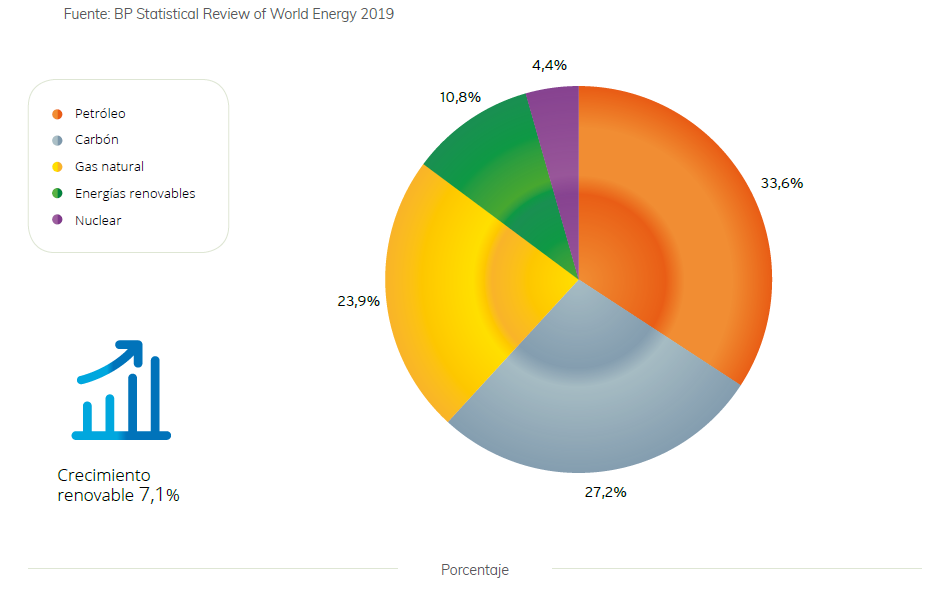 Fuente: BP Statistical Review of World Energy 2019
4,4%
10,8%
Petróleo
Carbón
Gas natural
Energías renovables
Nuclear
33,6%
23,9%
Crecimiento
renovable 7,1%
27,2%
Porcentaje